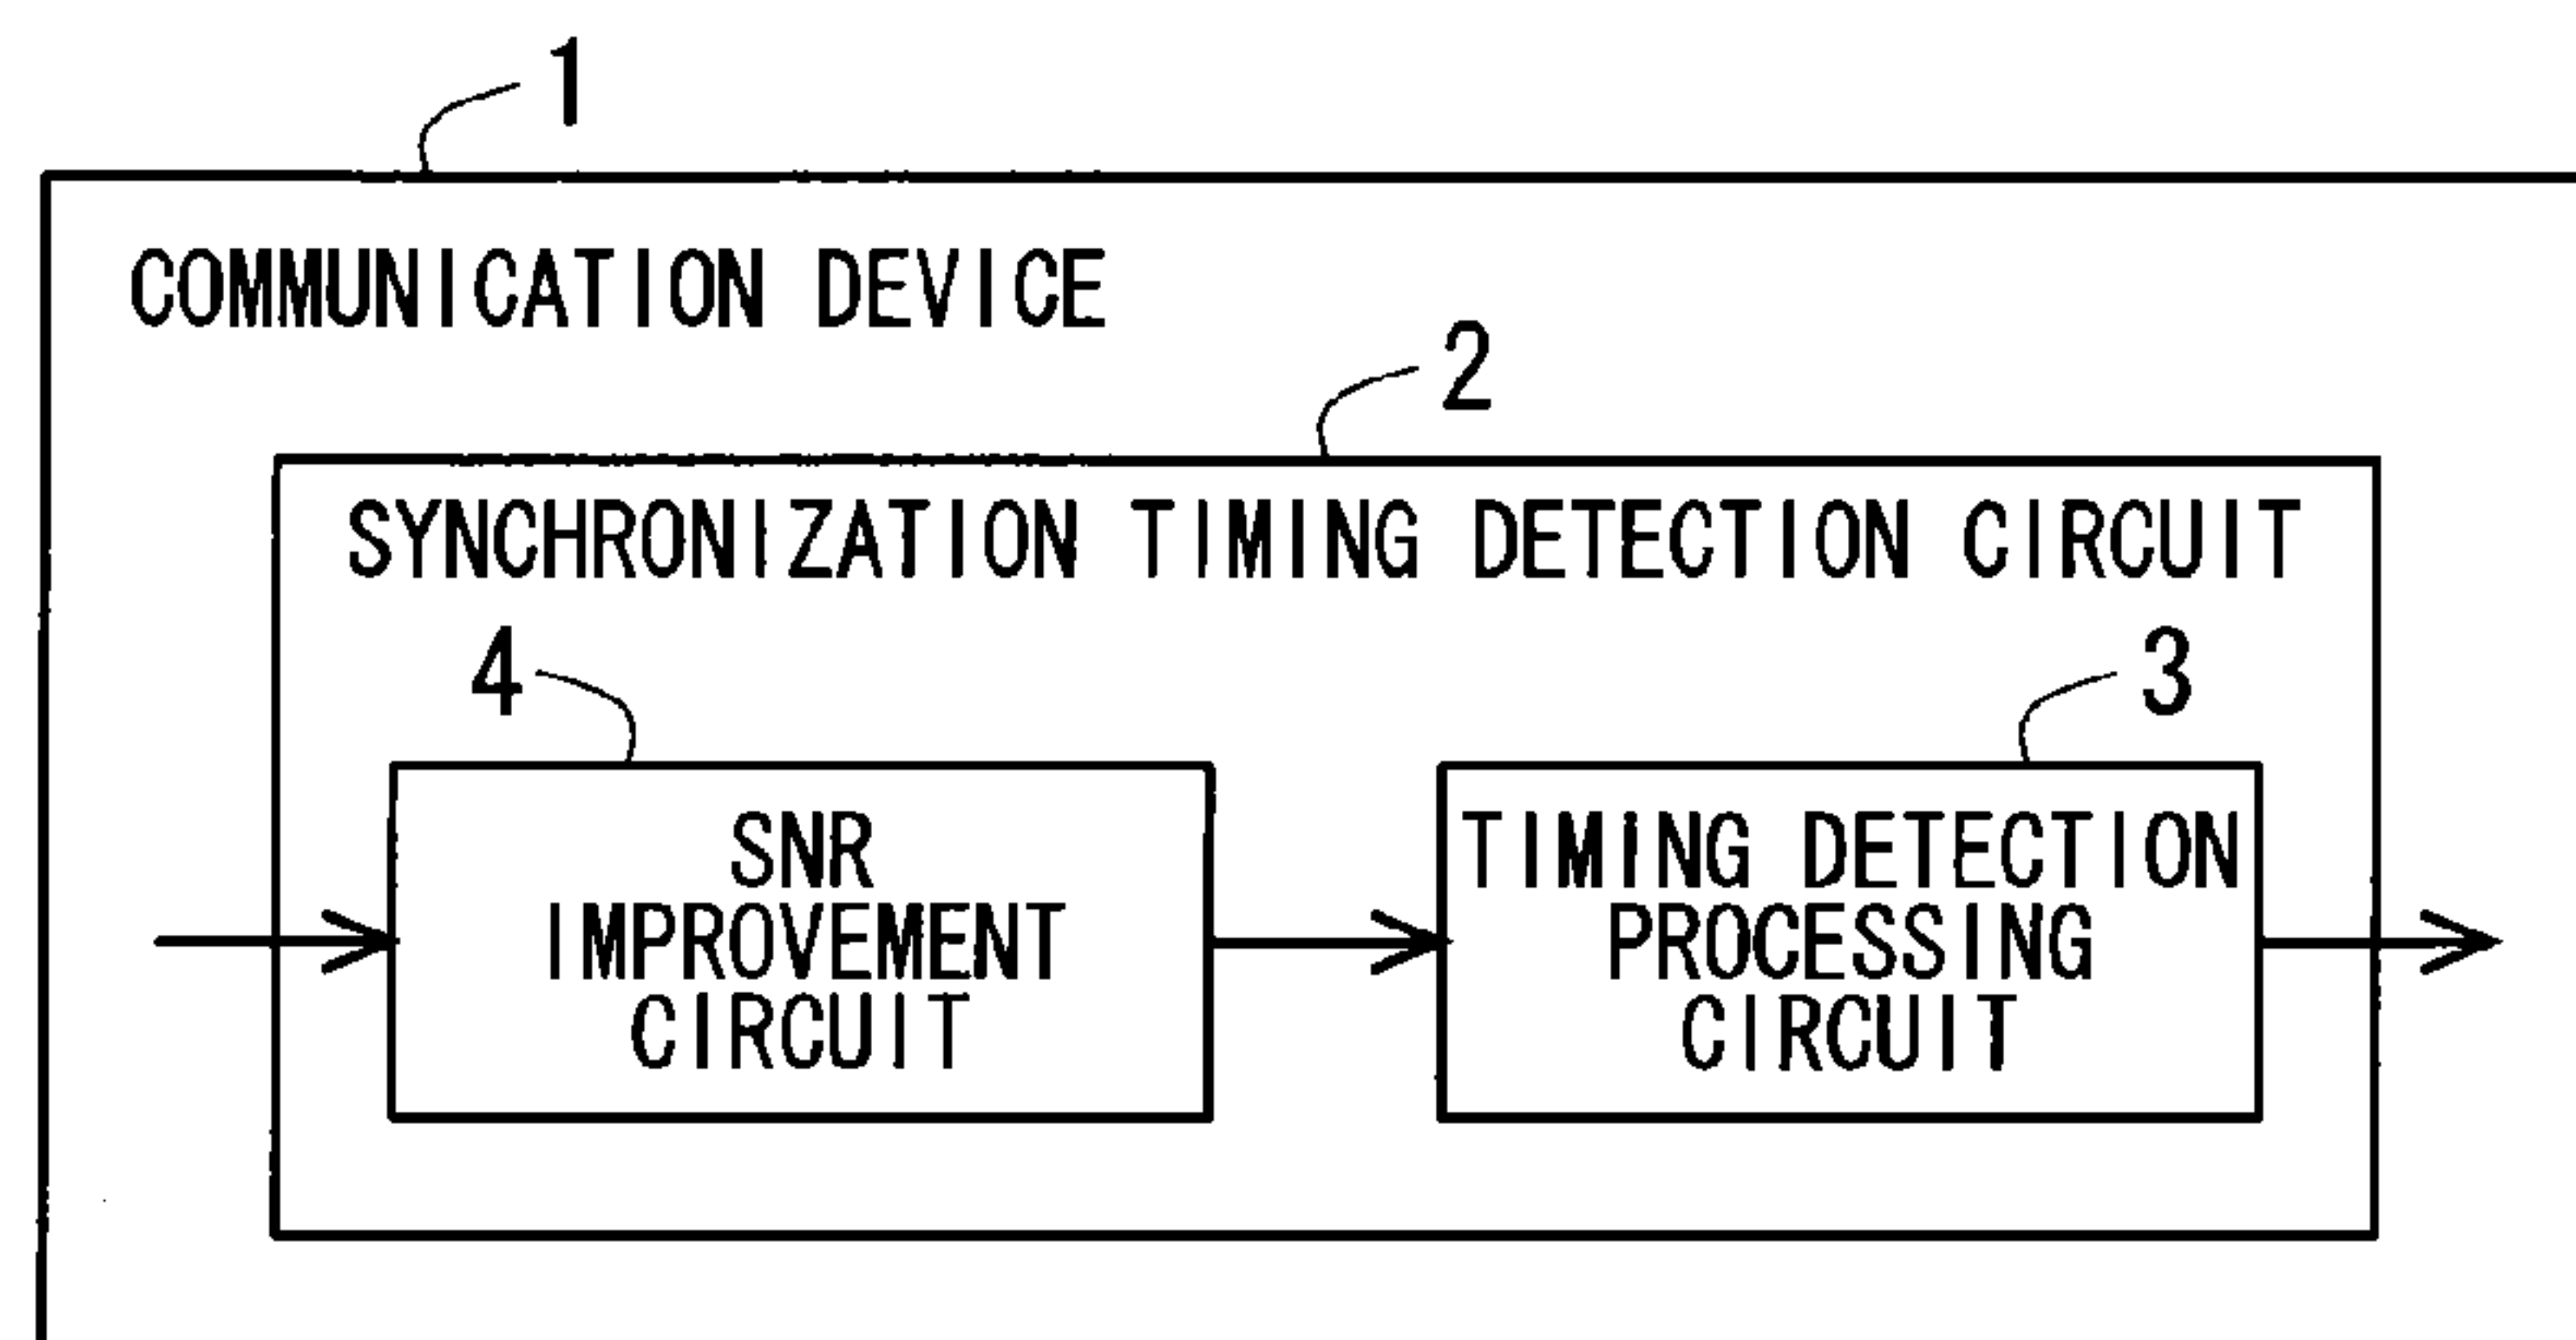 1
COMMUNICATION DEVICE
2
SYNCHRONIZATION TIMING DETECTION CIRCUIT
4
3
SNR
IMPROVEMENT
CIRCUIT
TIMING DETECTION
PROCESSING
CIRCUIT